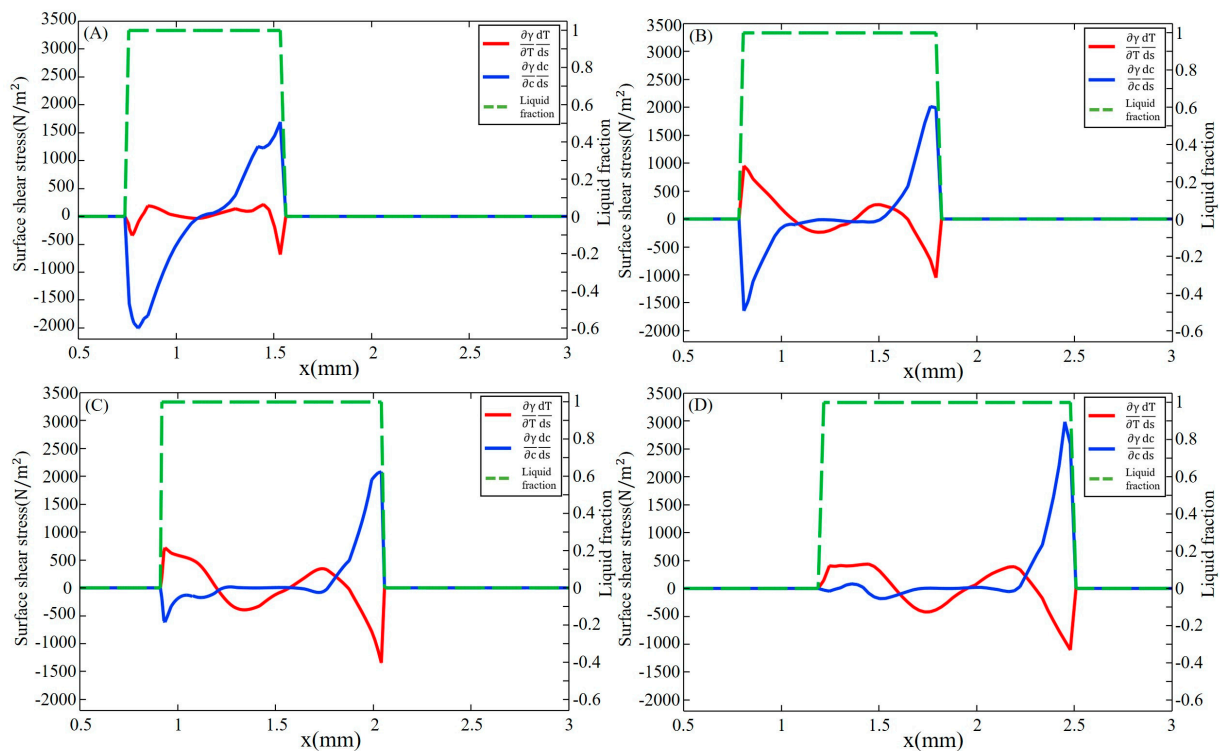 (A)
Surface shear stress(N/m²)
3500
3000
2500
2000
1500
1000
500
0
-500
-1000
-1500
-2000
0.5 1 1.5 2 2.5 3
x(mm)
1
0.8
0.6
0.4
0.2
0
-0.2
-0.4
-0.6
Liquid fraction
∂γ dT
∂T ds
∂γ dc
∂c ds
Liquid
fraction
(B)
Surface shear stress(N/m²)
3500
3000
2500
2000
1500
1000
500
0
-500
-1000
-1500
-2000
0.5 1 1.5 2 2.5 3
x(mm)
1
0.8
0.6
0.4
0.2
0
-0.2
-0.4
-0.6
Liquid fraction
∂γ dT
∂T ds
∂γ dc
∂c ds
Liquid
fraction
(C)
Surface shear stress(N/m²)
3500
3000
2500
2000
1500
1000
500
0
-500
-1000
-1500
-2000
0.5 1 1.5 2 2.5 3
x(mm)
1
0.8
0.6
0.4
0.2
0
-0.2
-0.4
-0.6
Liquid fraction
∂γ dT
∂T ds
∂γ dc
∂c ds
Liquid
fraction
(D)
Surface shear stress(N/m²)
3500
3000
2500
2000
1500
1000
500
0
-500
-1000
-1500
-2000
0.5 1 1.5 2 2.5 3
x(mm)
1
0.8
0.6
0.4
0.2
0
-0.2
-0.4
-0.6
Liquid fraction
∂γ dT
∂T ds
∂γ dc
∂c ds
Liquid
fraction